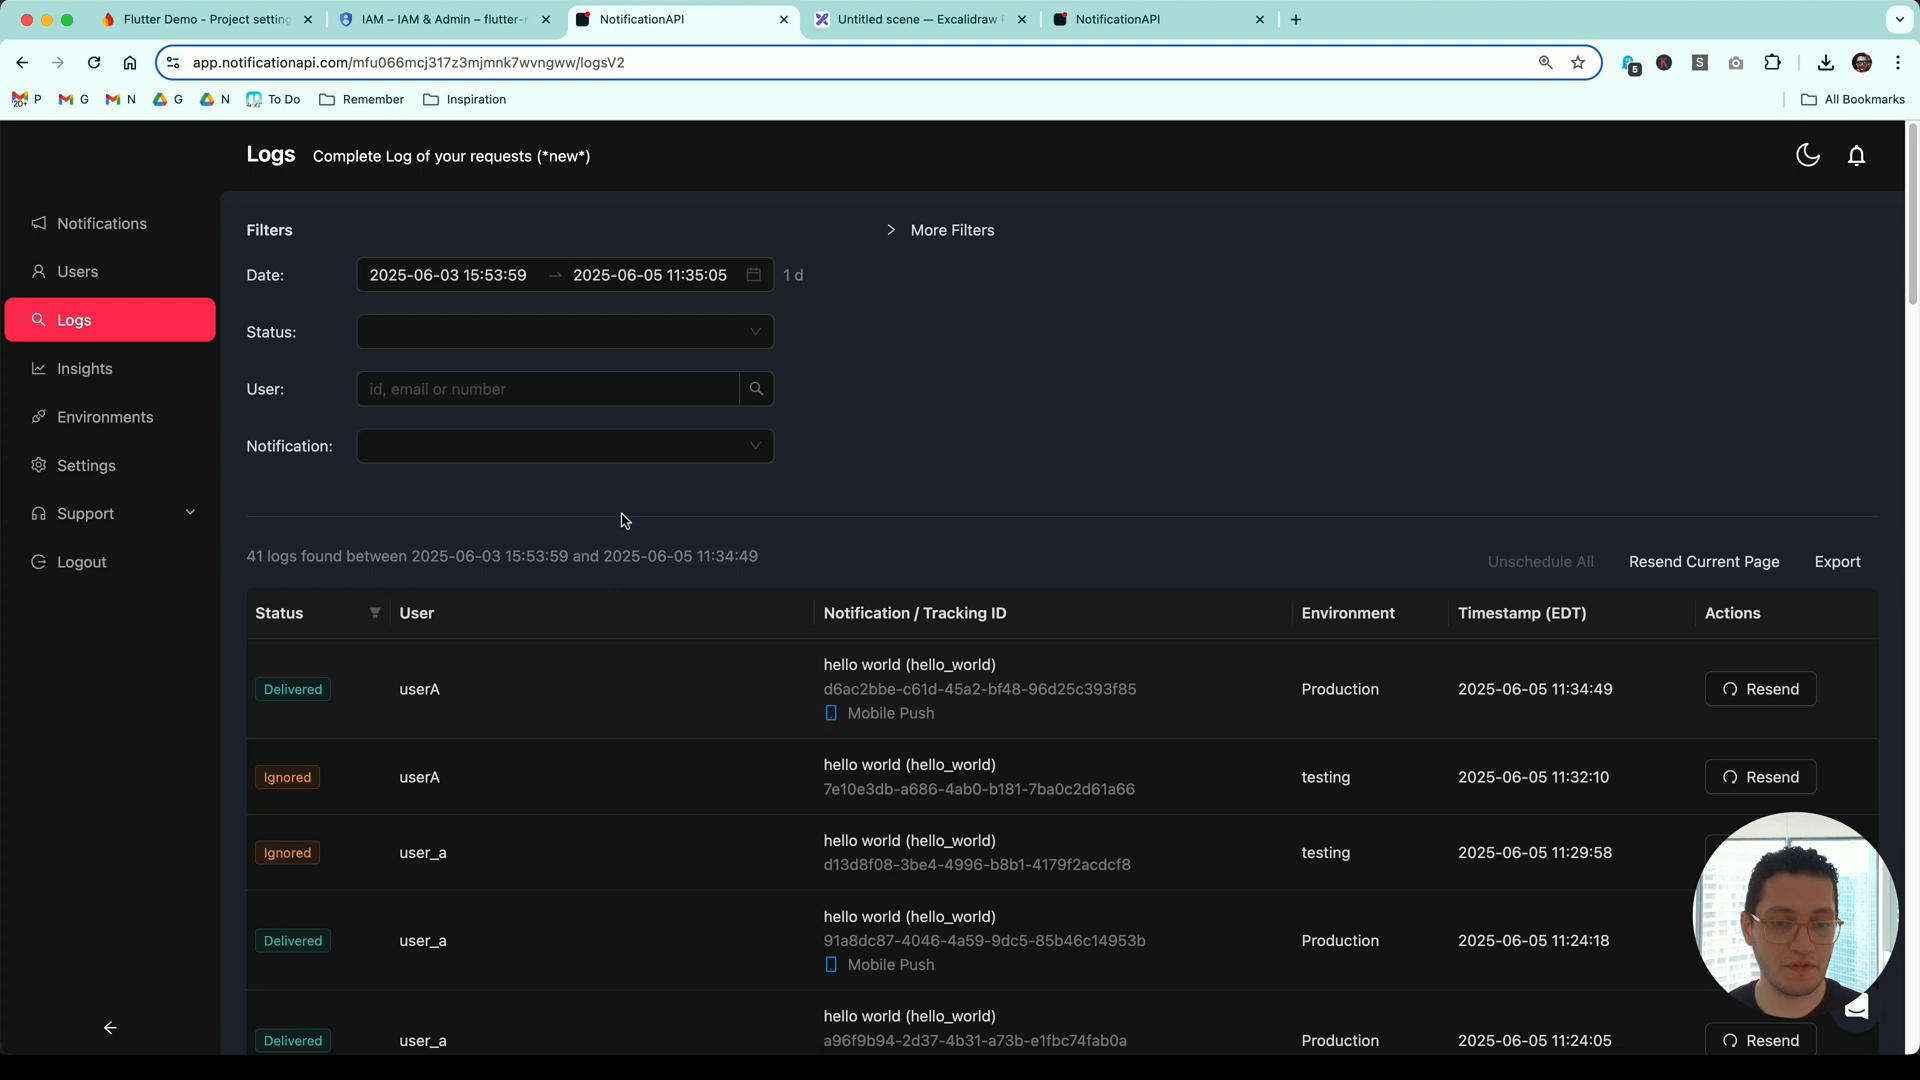 Flutter Demo - Project setting
IAM – IAM & Admin – flutter-
NotificationAPI
Untitled scene — Excalidraw
NotificationAPI
app.notificationapi.com/mfu066mcj317z3mjmnk7wvngww/logsV2
5
K
S
20+
P
G
N
G
N
To Do
Remember
Inspiration
All Bookmarks
Logs
Complete Log of your requests (*new*)
Notifications
Users
Logs
Insights
Environments
Settings
Support
Logout
Filters
More Filters
Date:
2025-06-03 15:53:59
2025-06-05 11:35:05
1 d
Status:
User:
id, email or number
Notification:
41 logs found between 2025-06-03 15:53:59 and 2025-06-05 11:34:49
Unschedule All
Resend Current Page
Export
Status
User
Notification / Tracking ID
Environment
Timestamp (EDT)
Actions
hello world (hello_world)
Delivered
userA
d6ac2bbe-c61d-45a2-bf48-96d25c393f85
Production
2025-06-05 11:34:49
Resend
Mobile Push
hello world (hello_world)
Ignored
userA
7e10e3db-a686-4ab0-b181-7ba0c2d61a66
testing
2025-06-05 11:32:10
Resend
hello world (hello_world)
Ignored
user_a
d13d8f08-3be4-4996-b8b1-4179f2acdcf8
testing
2025-06-05 11:29:58
hello world (hello_world)
Delivered
user_a
91a8dc87-4046-4a59-9dc5-85b46c14953b
Production
2025-06-05 11:24:18
Mobile Push
hello world (hello_world)
Delivered
user_a
a96f9b94-2d37-4b31-a73b-e1fbc74fab0a
Production
2025-06-05 11:24:05
Resend